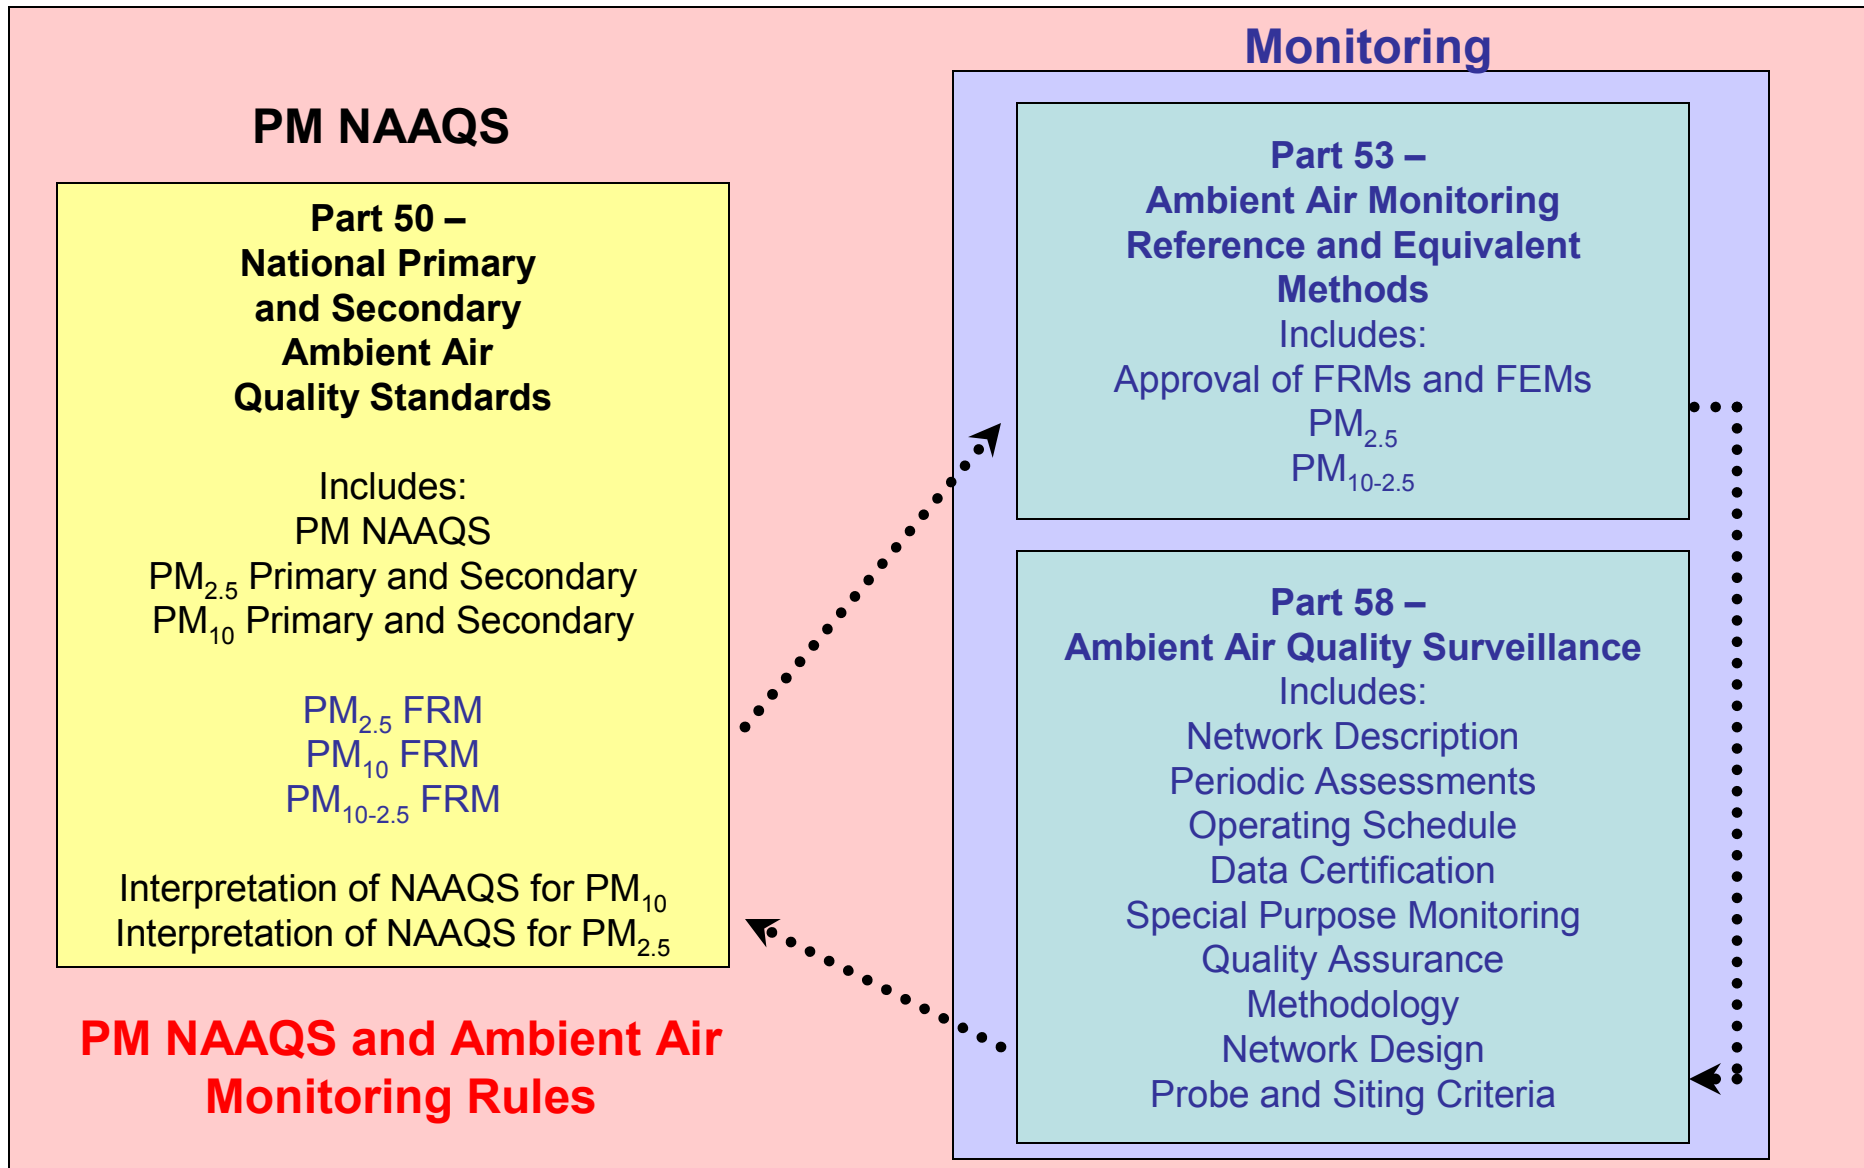 PM NAAQS
Part 50 –
National Primary
and Secondary
Ambient Air
Quality Standards
Includes:
PM NAAQS
PM2.5 Primary and Secondary
PM10 Primary and Secondary
PM2.5 FRM
PM10 FRM
PM10-2.5 FRM
Interpretation of NAAQS for PM10
Interpretation of NAAQS for PM2.5
PM NAAQS and Ambient Air
Monitoring Rules
Monitoring
Part 53 –
Ambient Air Monitoring
Reference and Equivalent
Methods
Includes:
Approval of FRMs and FEMs
PM2.5
PM10-2.5
Part 58 –
Ambient Air Quality Surveillance
Includes:
Network Description
Periodic Assessments
Operating Schedule
Data Certification
Special Purpose Monitoring
Quality Assurance
Methodology
Network Design
Probe and Siting Criteria